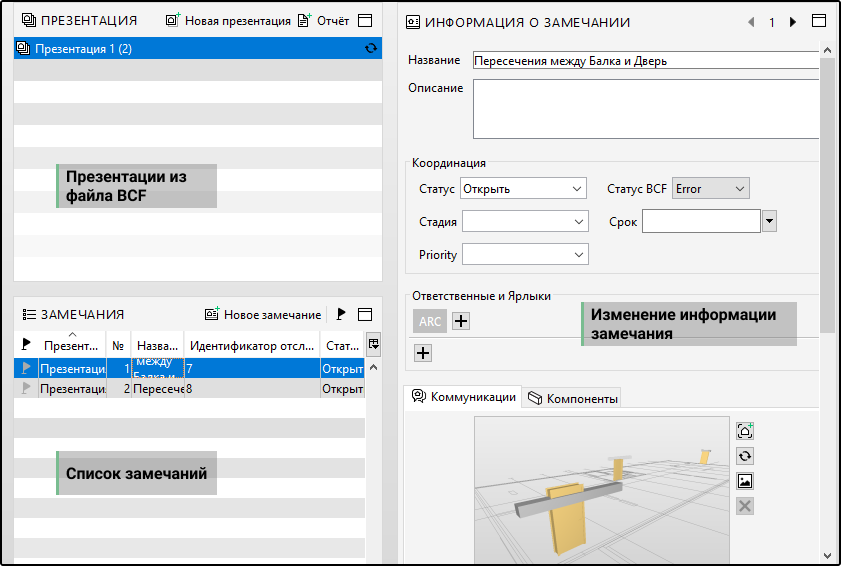 ПРЕЗЕНТАЦИЯ Новая презентация Отчёт
Презентация 1 (2)
Презентации из
файла BCF
ЗАМЕЧАНИЯ Новое замечание
Презент... № Назва... Идентификатор отсл... Стат...
Презентаци. 1 между 7 Открыт
Балка и...
Презентаци. 2 Пересече 8 Открыт
Список замечаний
ИНФОРМАЦИЯ О ЗАМЕЧАНИИ 1
Название Пересечения между Балка и Дверь
Описание
Координация
Статус Открыть Статус BCF Error
Стадия Срок
Priority
Ответственные и Ярлыки
ARC
Изменение информации
замечания
Коммуникации Компоненты